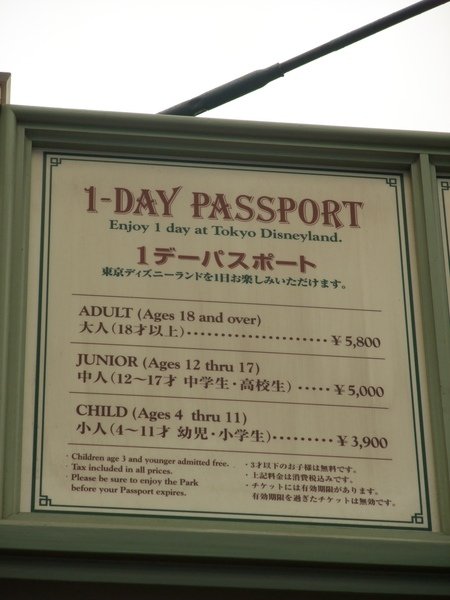 1-DAY PASSPORT
Enjoy 1 day at Tokyo Disneyland.
1デーパスポート
東京ディズニーランドを1日お楽しみいただけます。
ADULT (Ages 18 and over)
大人(18才以上)・・・・・・・・・・・・・・・・・・・・・¥5,800
JUNIOR (Ages 12 thru 17)
中人(12〜17才 中学生・高校生)・・・・・¥5,000
CHILD (Ages 4 thru 11)
小人(4〜11才 幼児・小学生)・・・・・・・・・¥3,900
・Children age 3 and younger admitted free.
・Tax included in all prices.
・Please be sure to enjoy the Park
before your Passport expires.
・3才以下のお子様は無料です。
・上記料金は消費税込みです。
・チケットには有効期限があります。
有効期限を過ぎたチケットは無効です。